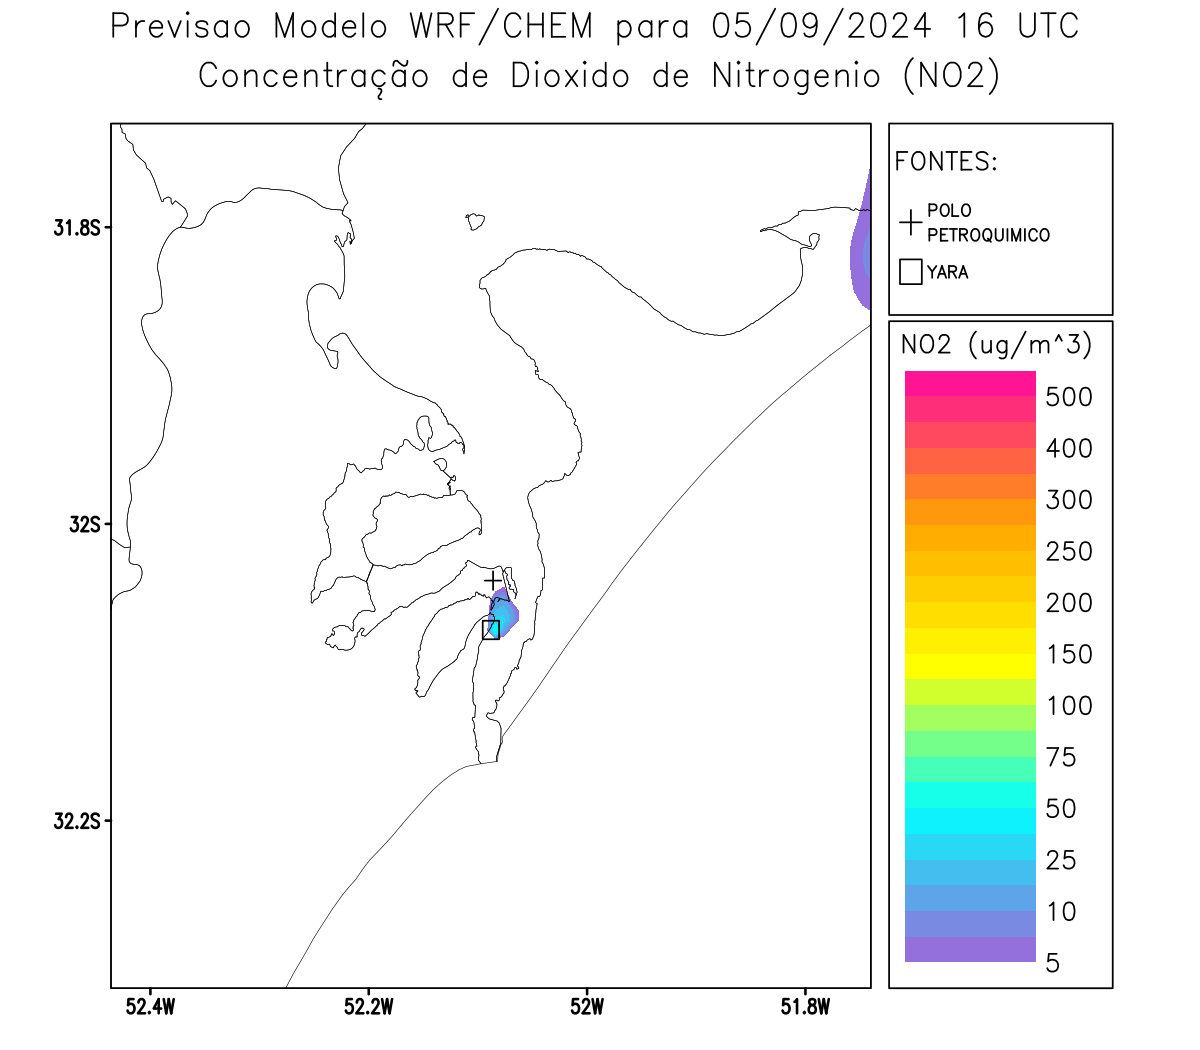 Previsao Modelo WRF/CHEM para 05/09/2024 16 UTC
Concentração de Dioxido de Nitrogenio (NO2)
FONTES:
POLO
PETROQUIMICO
YARA
NO2 (ug/m^3)
500
400
300
250
200
150
100
75
50
25
10
5
31.8S
32S
32.2S
52.4W
52.2W
52W
51.8W